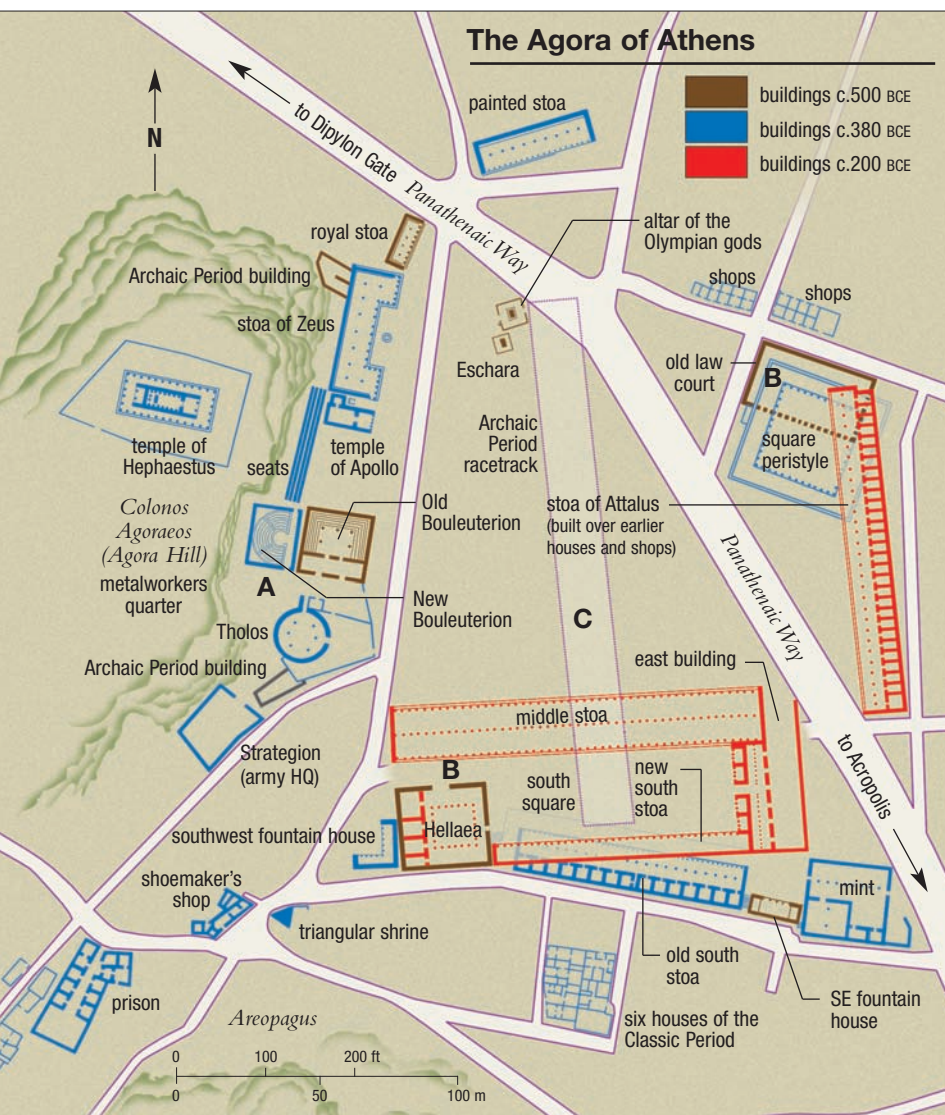 The Agora of Athens
buildings c.500 BCE
buildings c.380 BCE
buildings c.200 BCE
N
to Dipylon Gate
Panathenaic Way
painted stoa
royal stoa
altar of the
Olympian gods
Archaic Period building
shops
shops
stoa of Zeus
Eschara
old law
court
B
temple of
Hephaestus
seats
temple
of Apollo
Archaic
Period
racetrack
square
peristyle
Colonos
Agoraeos
(Agora Hill)
metalworkers
quarter
Old
Bouleuterion
stoa of Attalus
(built over earlier
houses and shops)
A
New
Bouleuterion
C
Panathenaic Way
Tholos
Archaic Period building
east building
middle stoa
Strategion
(army HQ)
to Acropolis
B
south
square
new
south
stoa
southwest fountain house
Hellaea
shoemaker's
shop
mint
triangular shrine
old south
stoa
prison
SE fountain
house
Areopagus
six houses of the
Classic Period
0
100
200 ft
0
50
100 m